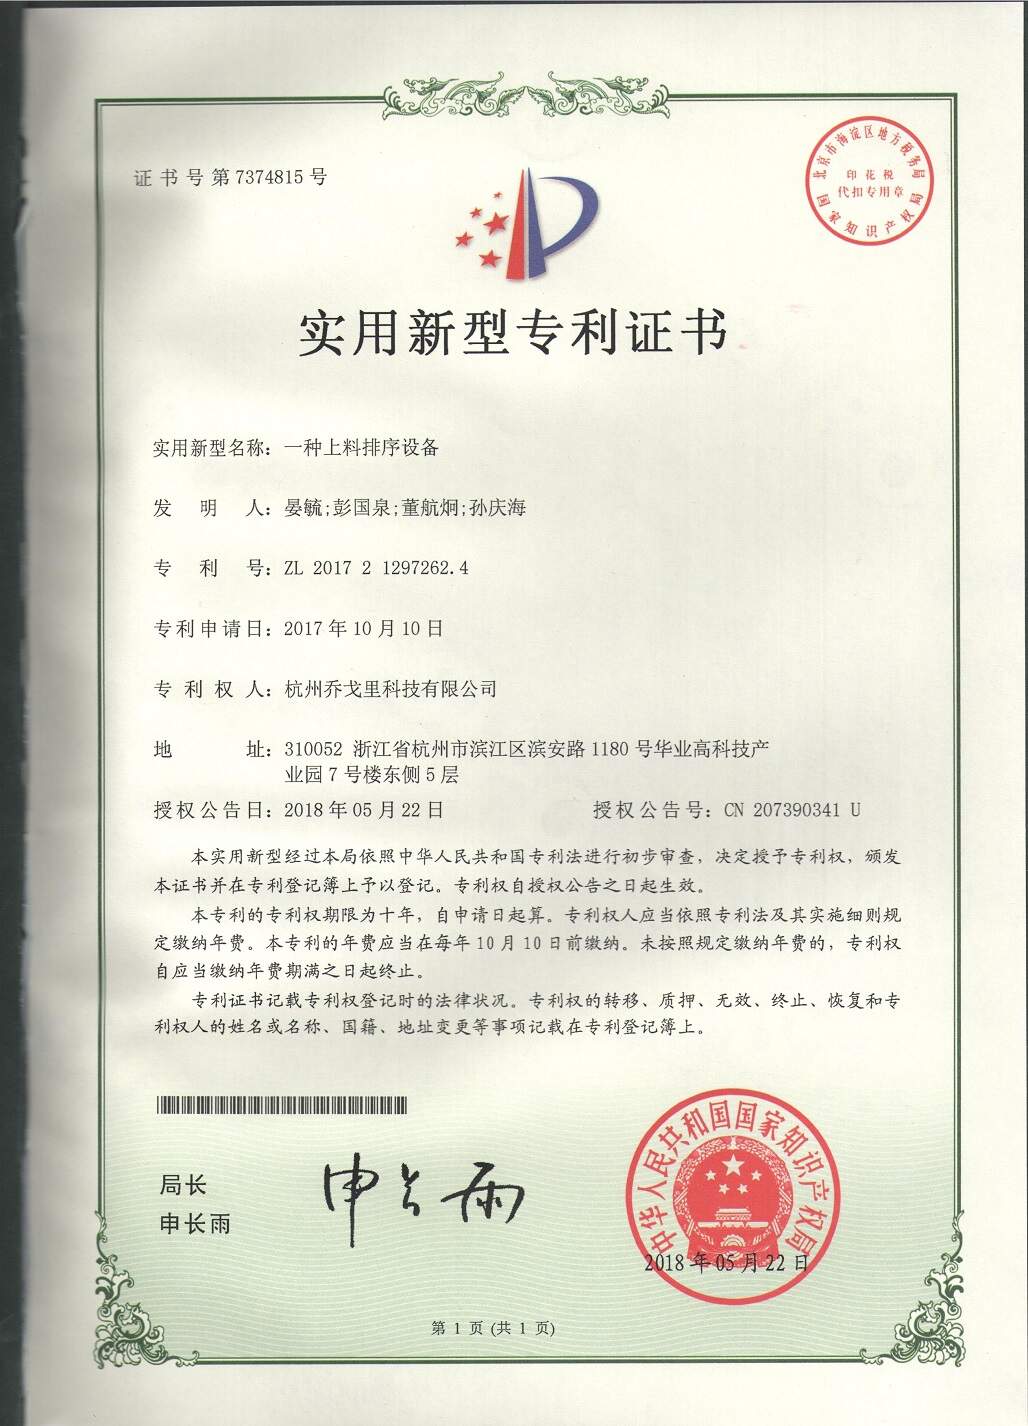 证书号第7374815号
北京市海淀区地方税务局
印花税
代扣专用章
国家知识产权局
实用新型专利证书
实用新型名称：一种上料排序设备
发明人：晏毓;彭国泉;董航炯;孙庆海
专利号：ZL 2017 2 1297262.4
专利申请日：2017年10月10日
专利权人：杭州乔戈里科技有限公司
地址：310052 浙江省杭州市滨江区滨安路1180号华业高科技产
业园7号楼东侧5层
授权公告日：2018年05月22日 授权公告号：CN 207390341 U
本实用新型经过本局依照中华人民共和国专利法进行初步审查，决定授予专利权，颁发
本证书并在专利登记簿上予以登记。专利权自授权公告之日起生效。
本专利的专利权期限为十年，自申请日起算。专利权人应当依照专利法及其实施细则规
定缴纳年费。本专利的年费应当在每年10月10日前缴纳。未按照规定缴纳年费的，专利权
自应当缴纳年费期满之日起终止。
专利证书记载专利权登记时的法律状况。专利权的转移、质押、无效、终止、恢复和专
利权人的姓名或名称、国籍、地址变更等事项记载在专利登记簿上。
局长
申长雨
申长雨
中华人民共和国国家知识产权局
2018年05月22日
第1页(共1页)